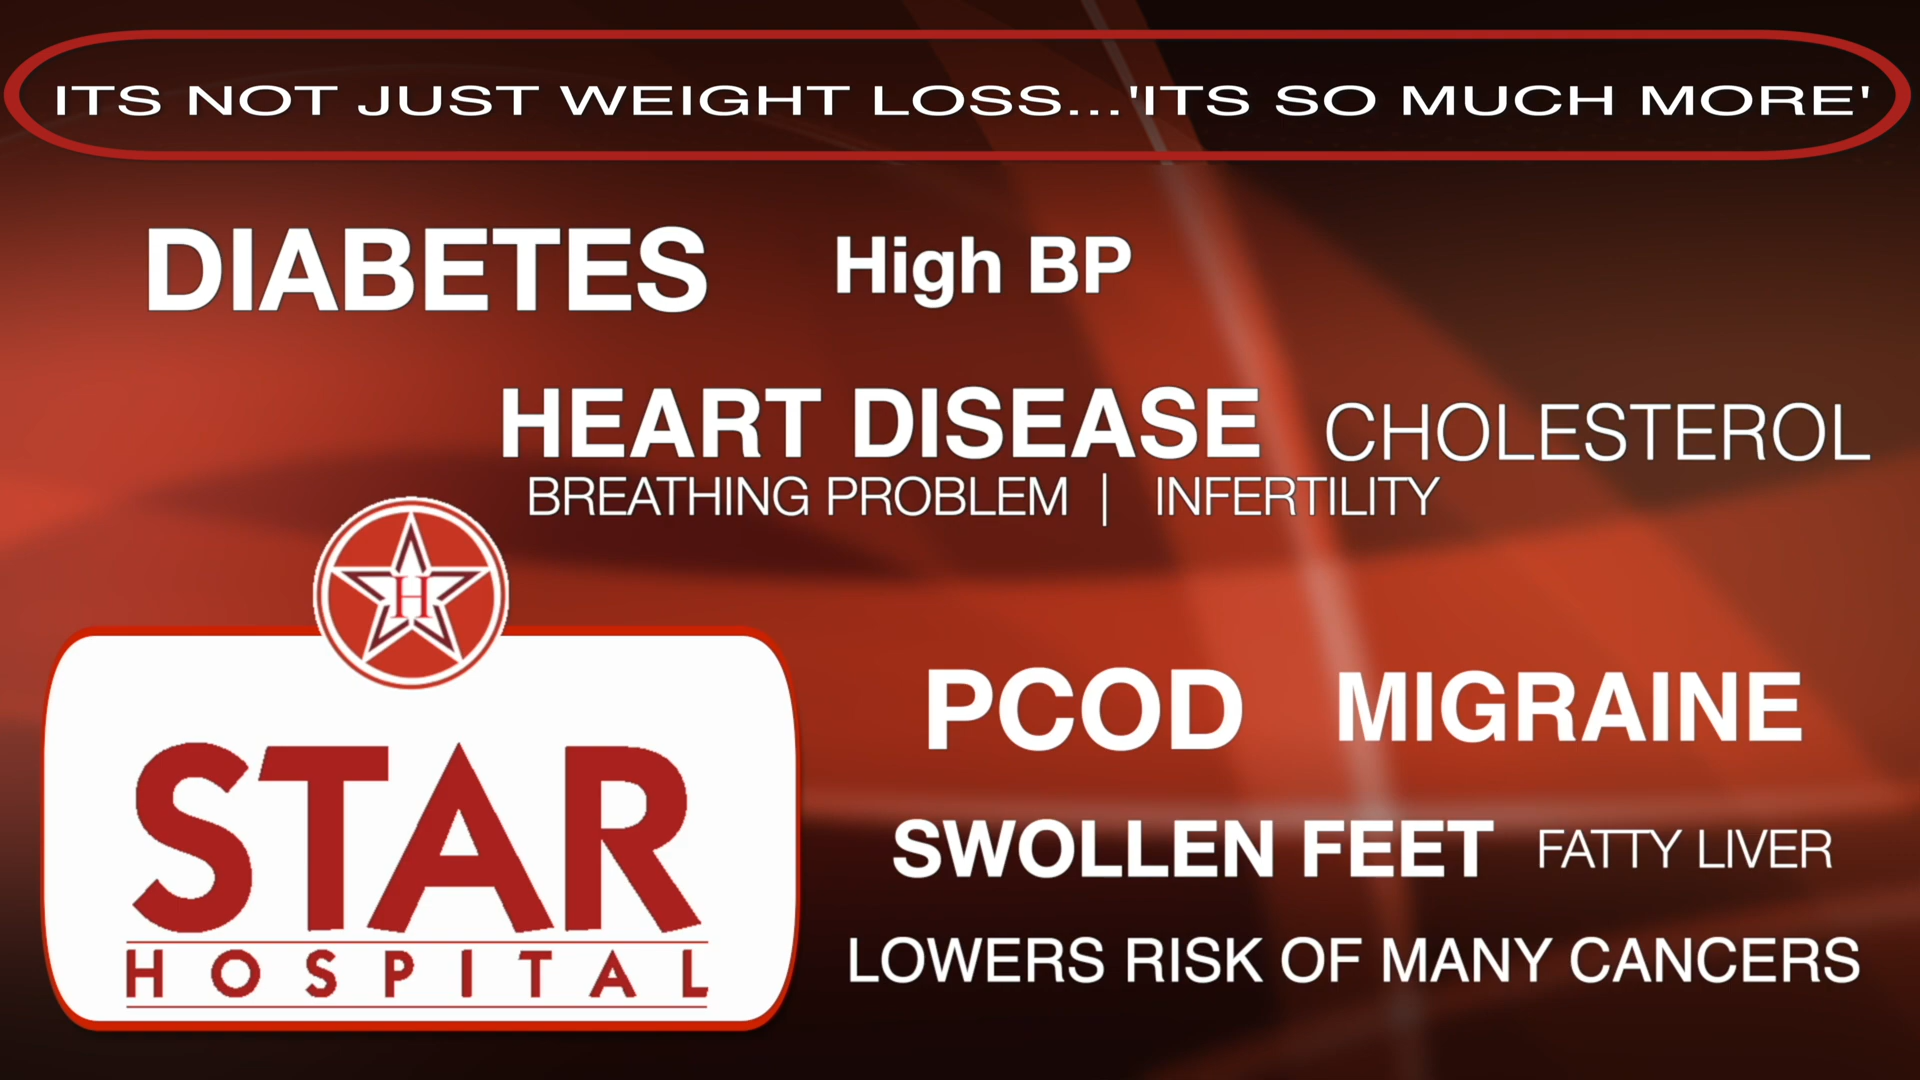 ITS NOT JUST WEIGHT LOSS...'ITS SO MUCH MORE'
DIABETES High BP
HEART DISEASE CHOLESTEROL
BREATHING PROBLEM | INFERTILITY
H
STAR
HOSPITAL
PCOD MIGRAINE
SWOLLEN FEET FATTY LIVER
LOWERS RISK OF MANY CANCERS